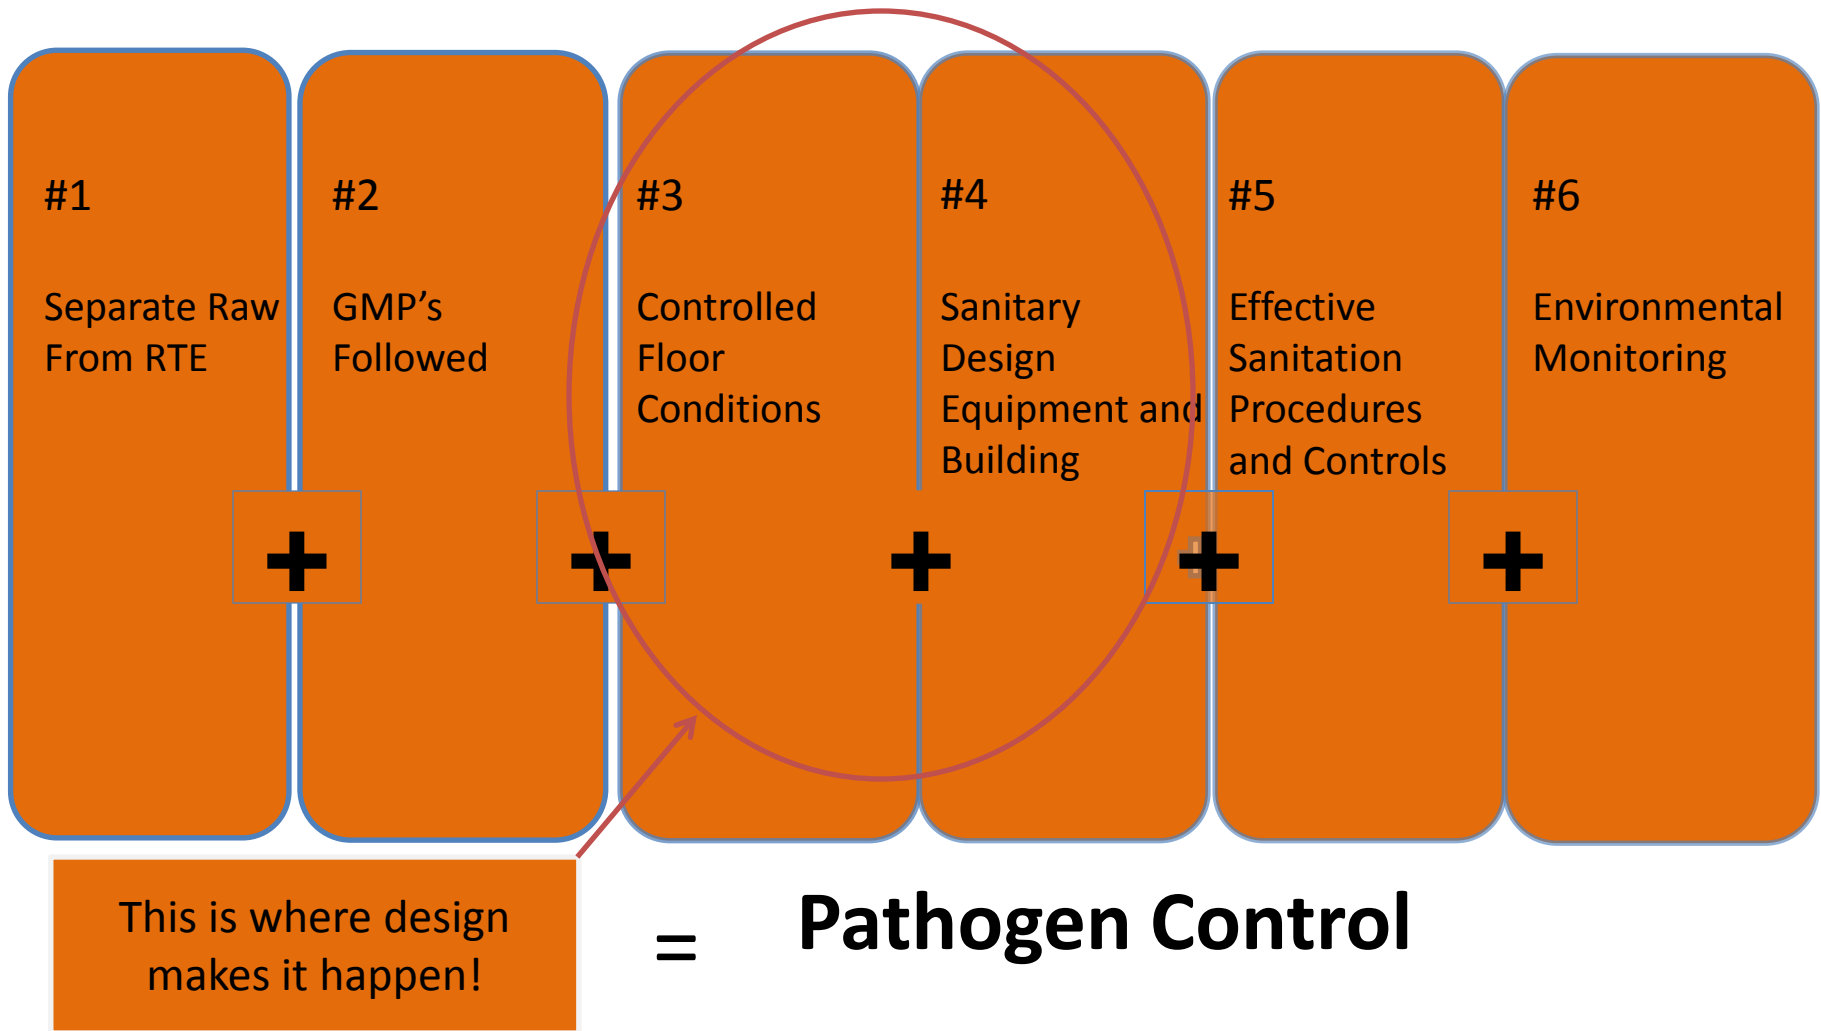 #1
Separate Raw
From RTE
#2
GMP’s
Followed
#3
Controlled
Floor
Conditions
#4
Sanitary
Design
Equipment and
Building
#5
Effective
Sanitation
Procedures
and Controls
#6
Environmental
Monitoring
+
+
+
+
+
This is where design
makes it happen!
=
Pathogen Control